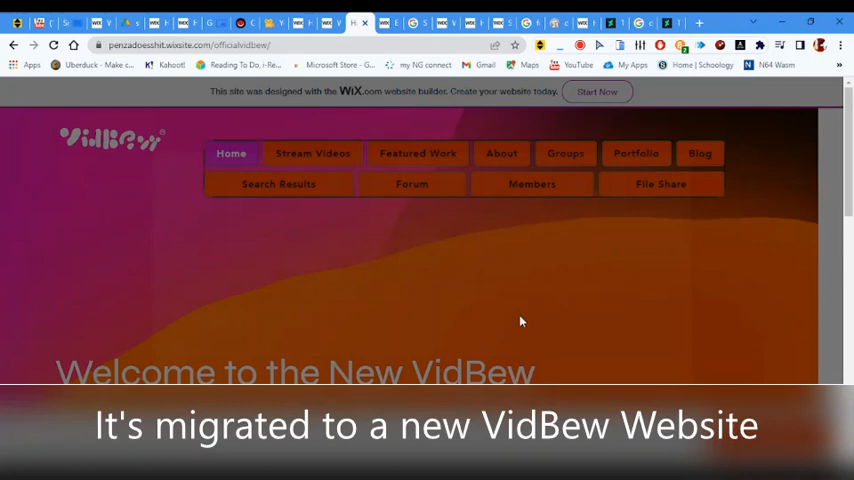 penzadoesshit.wixsite.com/officialvidbew/
Apps
Uberduck - Make c...
Kahoot!
Reading To Do, i-Re...
Microsoft Store - G...
my NG connect
Gmail
Maps
YouTube
My Apps
Home | Schoology
N64 Wasm
This site was designed with the WiX.com website builder. Create your website today.
Start Now
VidBew
Home
Stream Videos
Featured Work
About
Groups
Portfolio
Blog
Search Results
Forum
Members
File Share
Welcome to the New VidBew
It's migrated to a new VidBew Website